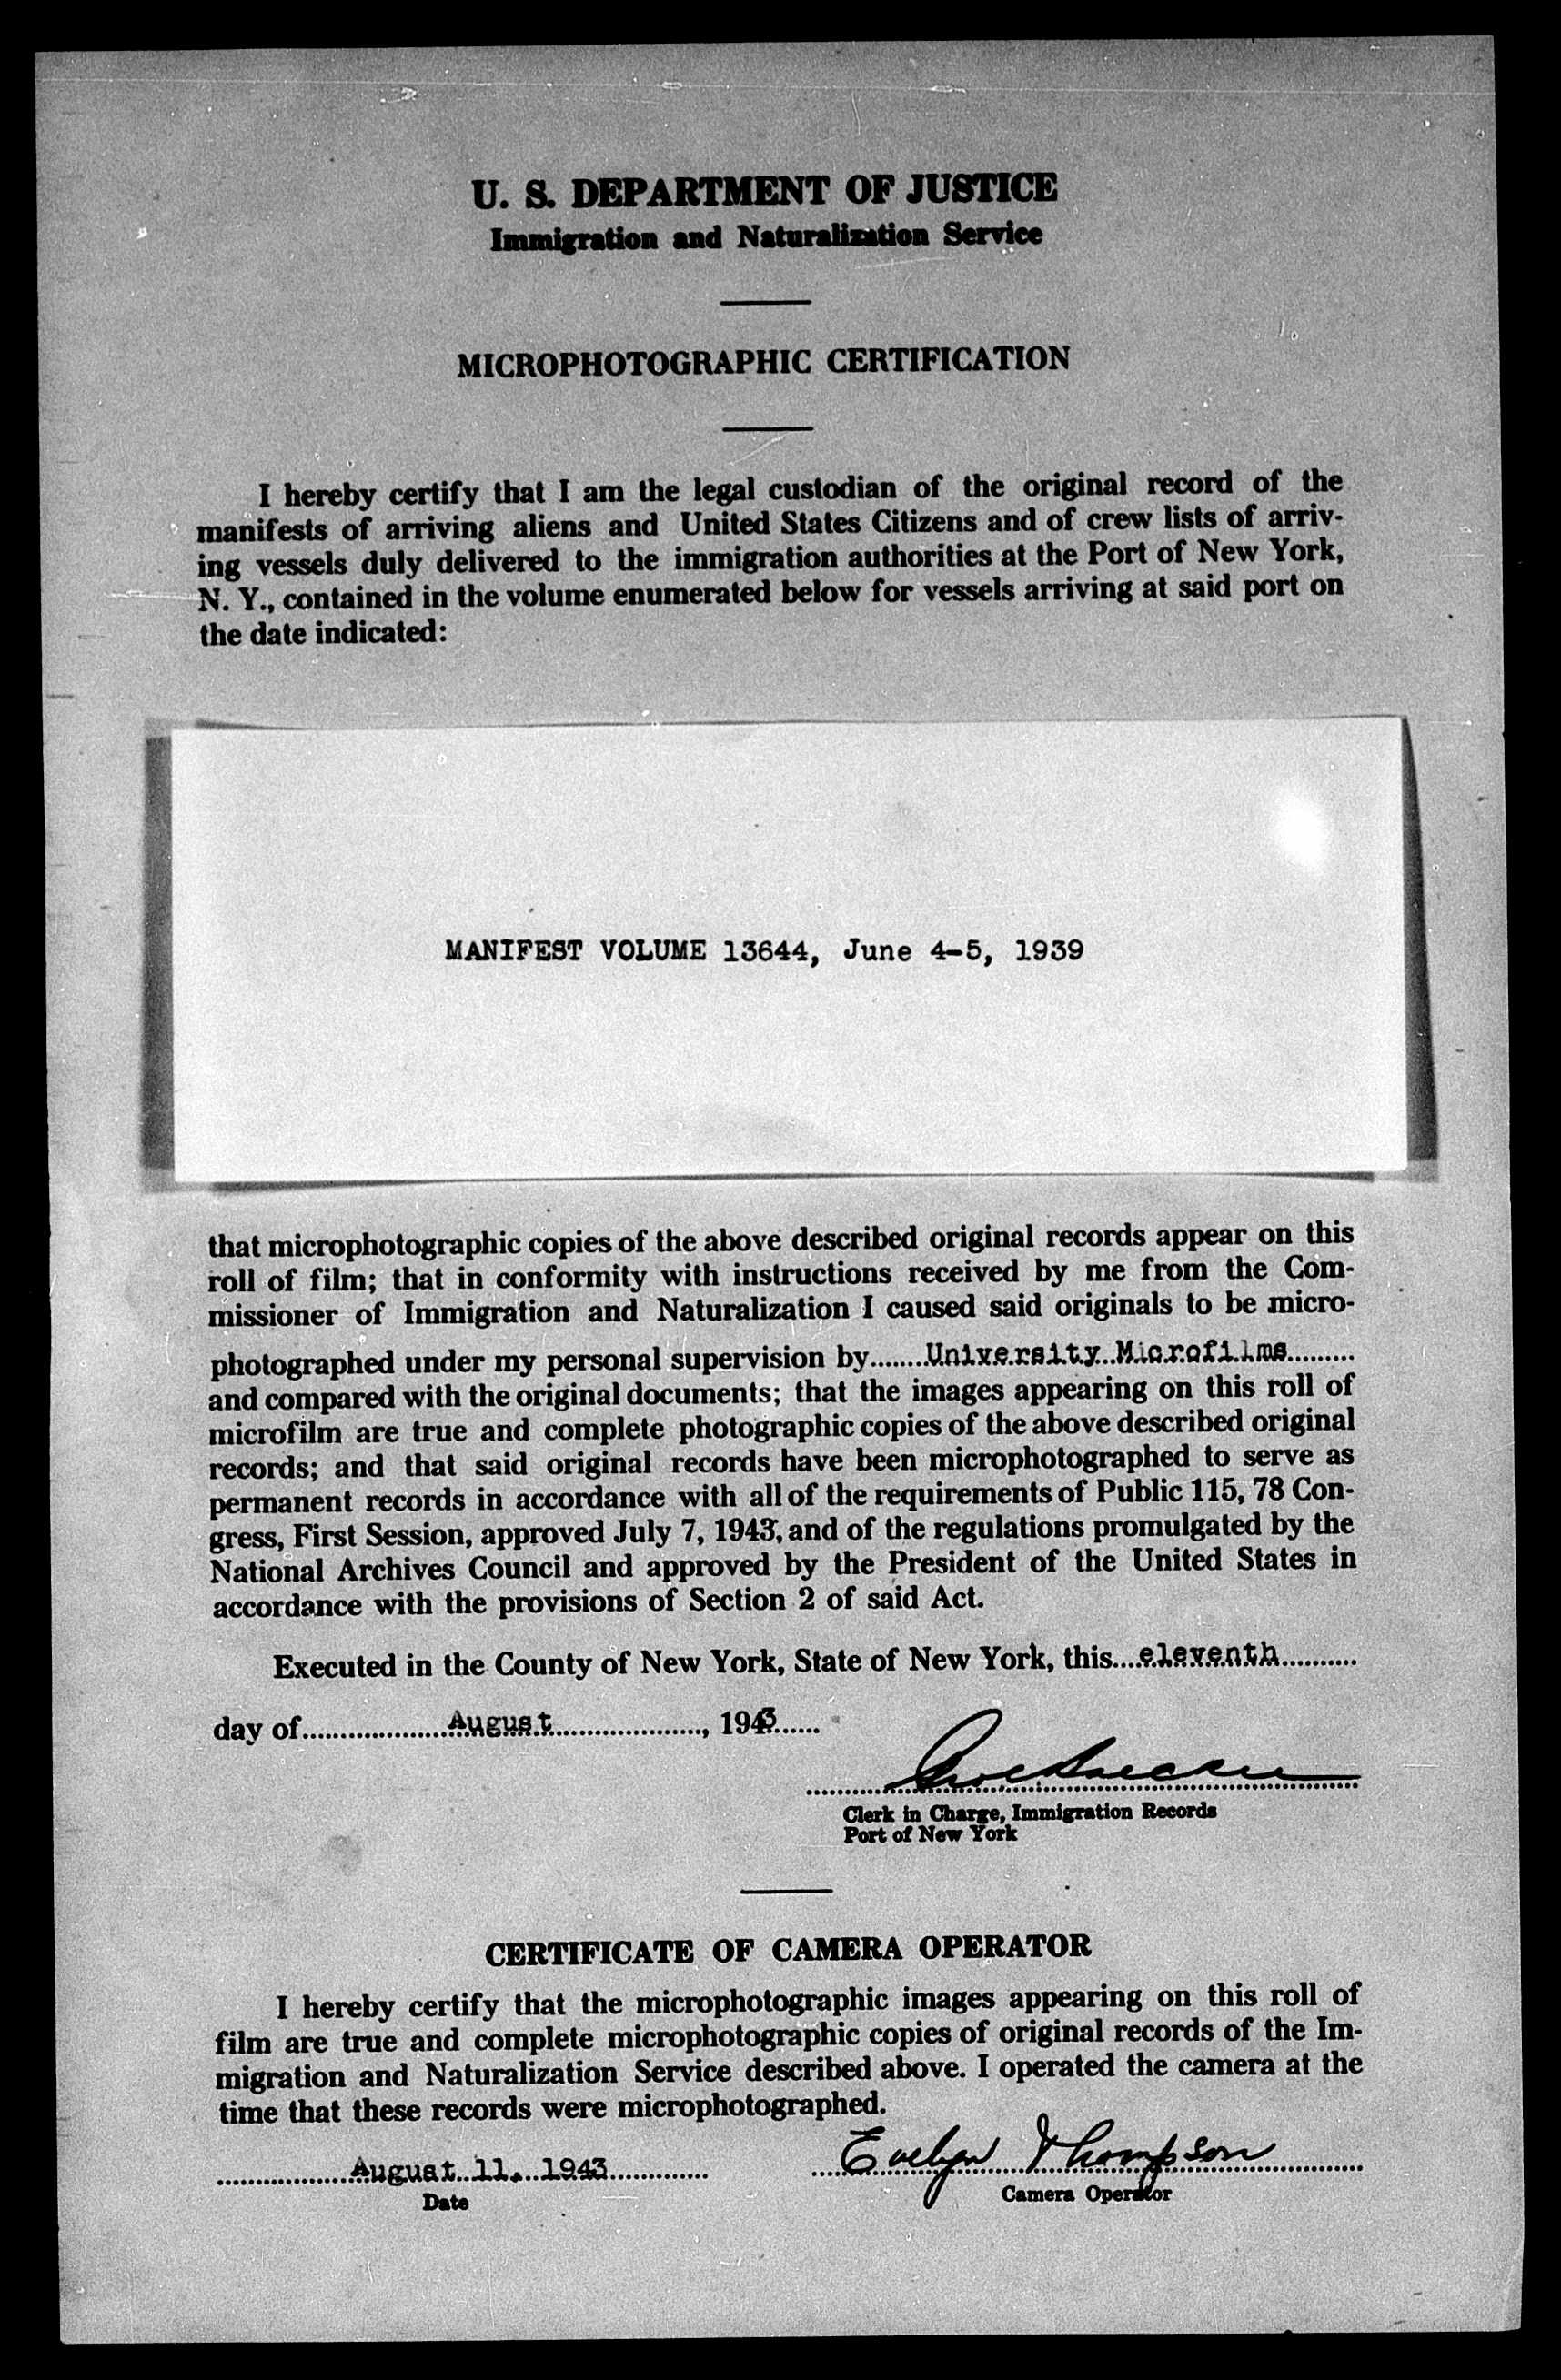 U. S. DEPARTMENT OF JUSTICE
Immigration and Naturalization Service
MICROPHOTOGRAPHIC CERTIFICATION
I hereby certify that I am the legal custodian of the original record of the
manifests of arriving aliens and United States Citizens and of crew lists of arriv-
ing vessels duly delivered to the immigration authorities at the Port of New York,
N. Y., contained in the volume enumerated below for vessels arriving at said port on
the date indicated:
MANIFEST VOLUME 13644, June 4-5, 1939
that microphotographic copies of the above described original records appear on this
roll of film; that in conformity with instructions received by me from the Com-
missioner of Immigration and Naturalization I caused said originals to be micro-
photographed under my personal supervision by University Microfilms
and compared with the original documents; that the images appearing on this roll of
microfilm are true and complete photographic copies of the above described original
records; and that said original records have been microphotographed to serve as
permanent records in accordance with all of the requirements of Public 115, 78 Con-
gress, First Session, approved July 7, 1943, and of the regulations promulgated by the
National Archives Council and approved by the President of the United States in
accordance with the provisions of Section 2 of said Act.
Executed in the County of New York, State of New York, this eleventh
day of August, 1943
Clerk in Charge, Immigration Records
Port of New York
CERTIFICATE OF CAMERA OPERATOR
I hereby certify that the microphotographic images appearing on this roll of
film are true and complete microphotographic copies of original records of the Im-
migration and Naturalization Service described above. I operated the camera at the
time that these records were microphotographed.
August 11, 1943 Evelyn Thompson
Date Camera Operator